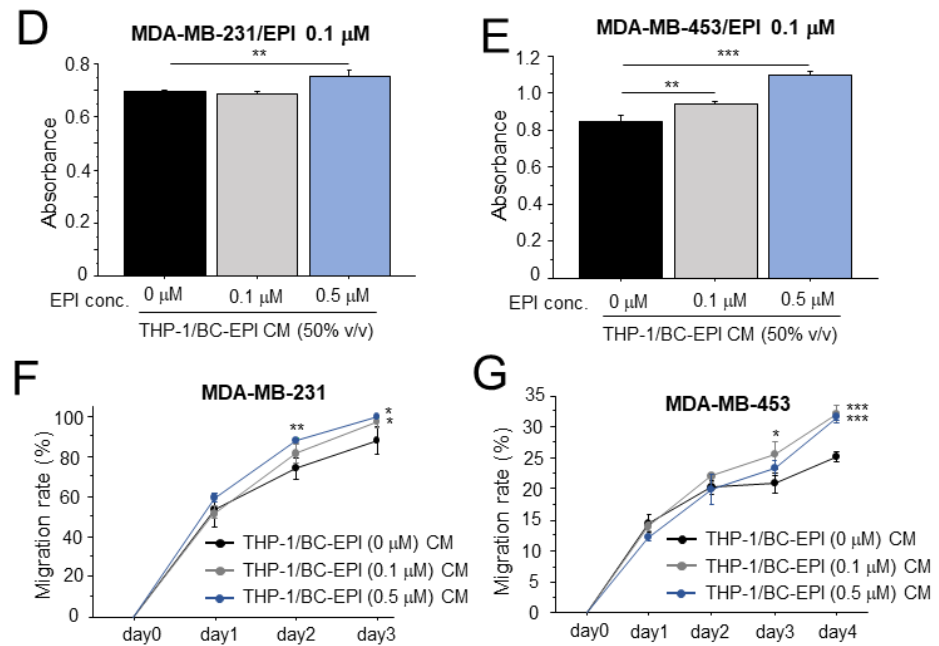 D
MDA-MB-231/EPI 0.1 µM
**
0.8
0.6
0.4
0.2
0
Absorbance
EPI conc.
0 µM
0.1 µM
0.5 µM
THP-1/BC-EPI CM (50% v/v)
E
MDA-MB-453/EPI 0.1 µM
***
**
1.2
1.0
0.8
0.6
0.4
0.2
0
Absorbance
EPI conc.
0 µM
0.1 µM
0.5 µM
THP-1/BC-EPI CM (50% v/v)
F
MDA-MB-231
100
80
60
40
20
0
Migration rate (%)
**
*
*
THP-1/BC-EPI (0 µM) CM
THP-1/BC-EPI (0.1 µM) CM
THP-1/BC-EPI (0.5 µM) CM
day0
day1
day2
day3
G
MDA-MB-453
35
30
25
20
15
10
5
0
Migration rate (%)
*
***
***
THP-1/BC-EPI (0 µM) CM
THP-1/BC-EPI (0.1 µM) CM
THP-1/BC-EPI (0.5 µM) CM
day0
day1
day2
day3
day4